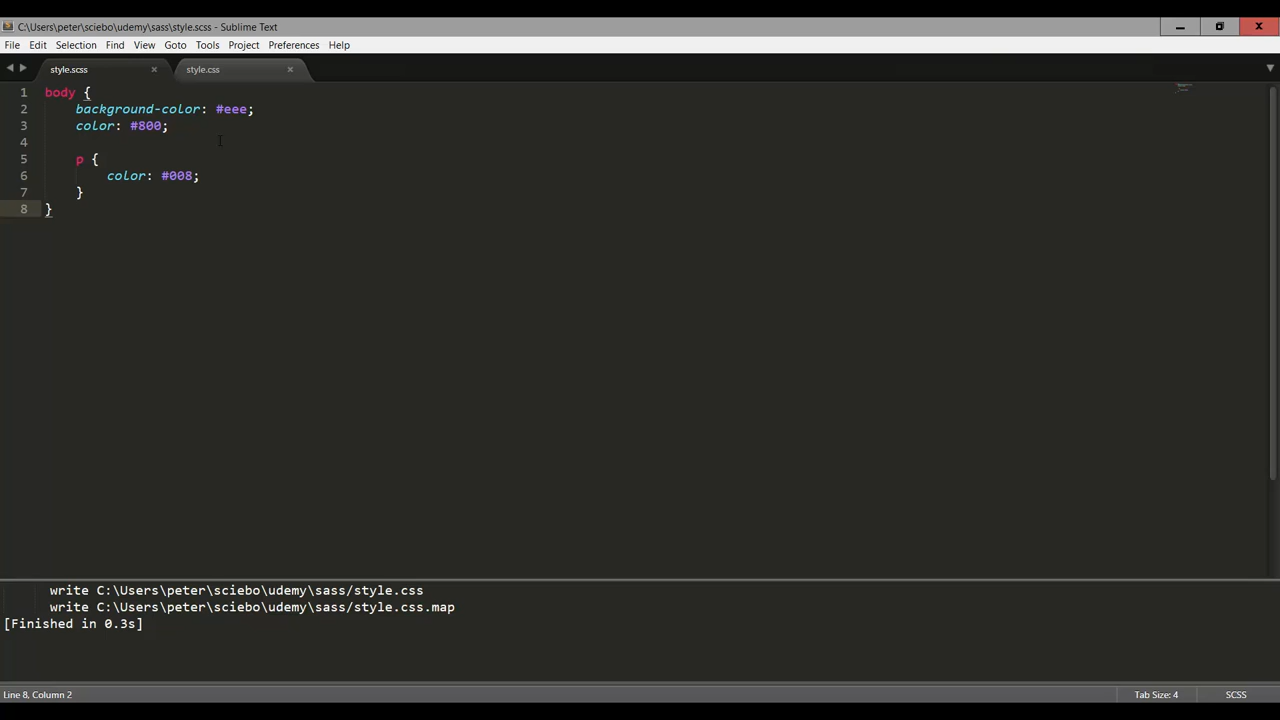 C:\Users\peter\sciebo\udemy\sass\style.scss - Sublime Text
File Edit Selection Find View Goto Tools Project Preferences Help
style.scss style.css
1 body {
2 background-color: #eee;
3 color: #800;
4
5 p {
6 color: #008;
7 }
8 }
write C:\Users\peter\sciebo\udemy\sass/style.css
write C:\Users\peter\sciebo\udemy\sass/style.css.map
[Finished in 0.3s]
Line 8, Column 2 Tab Size: 4 SCSS